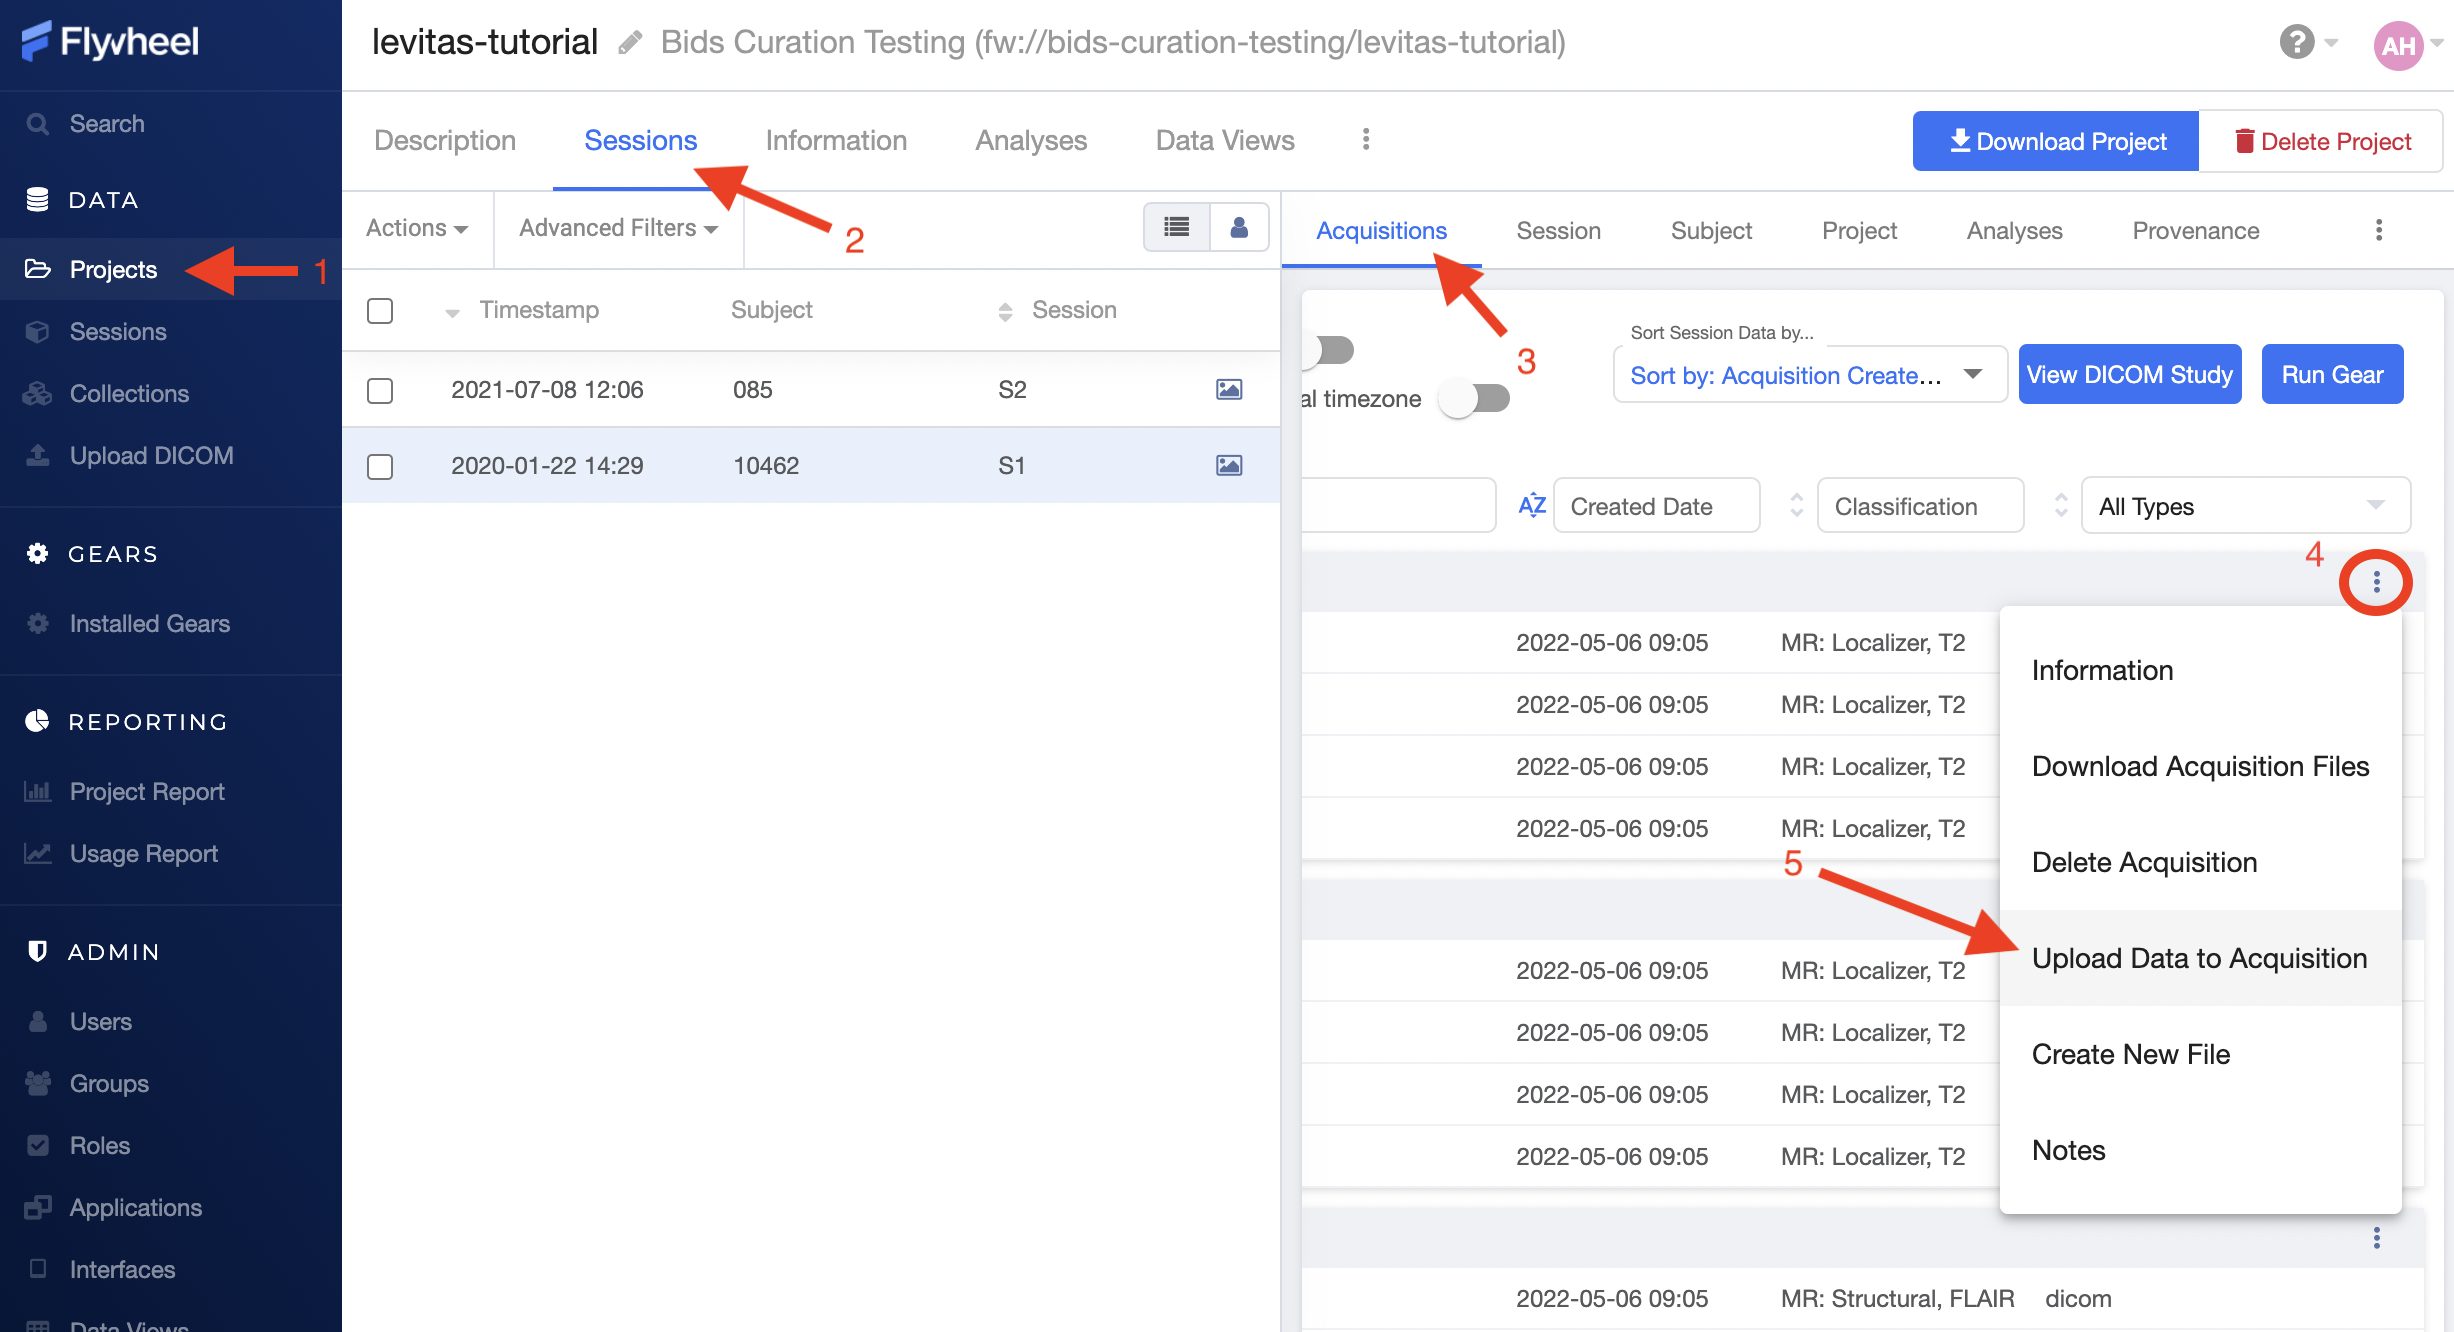 Flywheel
levitas-tutorial Bids Curation Testing (fw://bids-curation-testing/levitas-tutorial)
? AH
Search
DATA
Projects 1
Sessions
Collections
Upload DICOM
GEARS
Installed Gears
REPORTING
Project Report
Usage Report
ADMIN
Users
Groups
Roles
Applications
Interfaces
Data Views
Description Sessions Information Analyses Data Views
Download Project Delete Project
2
Actions Advanced Filters
Timestamp Subject Session
2021-07-08 12:06 085 S2
2020-01-22 14:29 10462 S1
Acquisitions Session Subject Project Analyses Provenance
3
Sort Session Data by...
Sort by: Acquisition Create... View DICOM Study Run Gear
al timezone
AZ Created Date Classification All Types
4
2022-05-06 09:05 MR: Localizer, T2
2022-05-06 09:05 MR: Localizer, T2
2022-05-06 09:05 MR: Localizer, T2
2022-05-06 09:05 MR: Localizer, T2
5
2022-05-06 09:05 MR: Localizer, T2
2022-05-06 09:05 MR: Localizer, T2
2022-05-06 09:05 MR: Localizer, T2
2022-05-06 09:05 MR: Localizer, T2
Information
Download Acquisition Files
Delete Acquisition
Upload Data to Acquisition
Create New File
Notes
2022-05-06 09:05 MR: Structural, FLAIR dicom